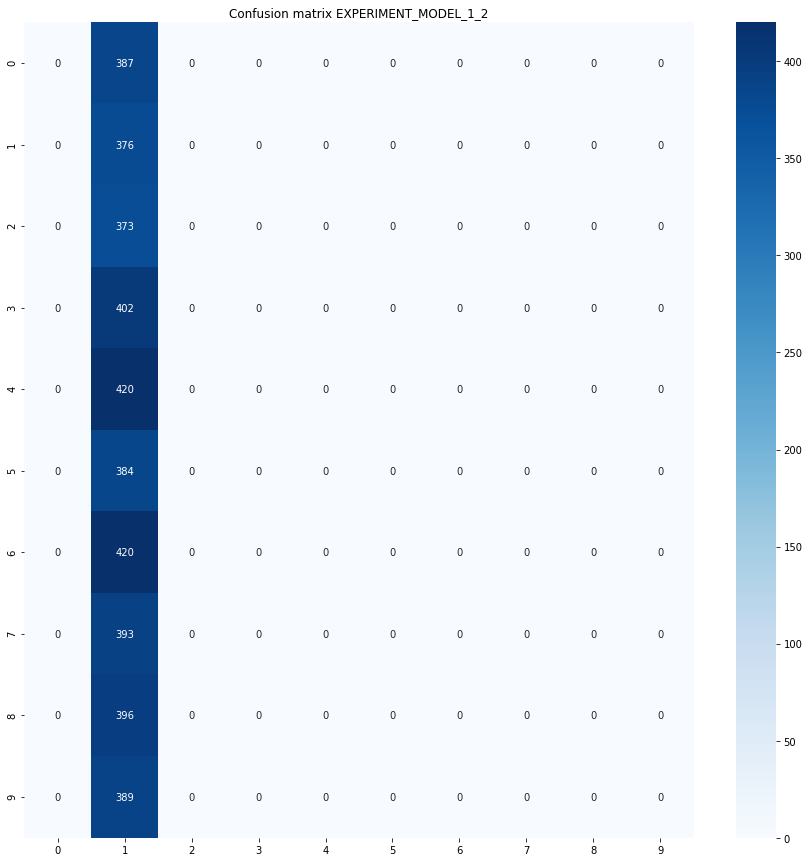 Confusion matrix EXPERIMENT_MODEL_1_2
0 0 387 0 0 0 0 0 0 0 0
1 0 376 0 0 0 0 0 0 0 0
2 0 373 0 0 0 0 0 0 0 0
3 0 402 0 0 0 0 0 0 0 0
4 0 420 0 0 0 0 0 0 0 0
5 0 384 0 0 0 0 0 0 0 0
6 0 420 0 0 0 0 0 0 0 0
7 0 393 0 0 0 0 0 0 0 0
8 0 396 0 0 0 0 0 0 0 0
9 0 389 0 0 0 0 0 0 0 0
0 1 2 3 4 5 6 7 8 9
400
350
300
250
200
150
100
50
0